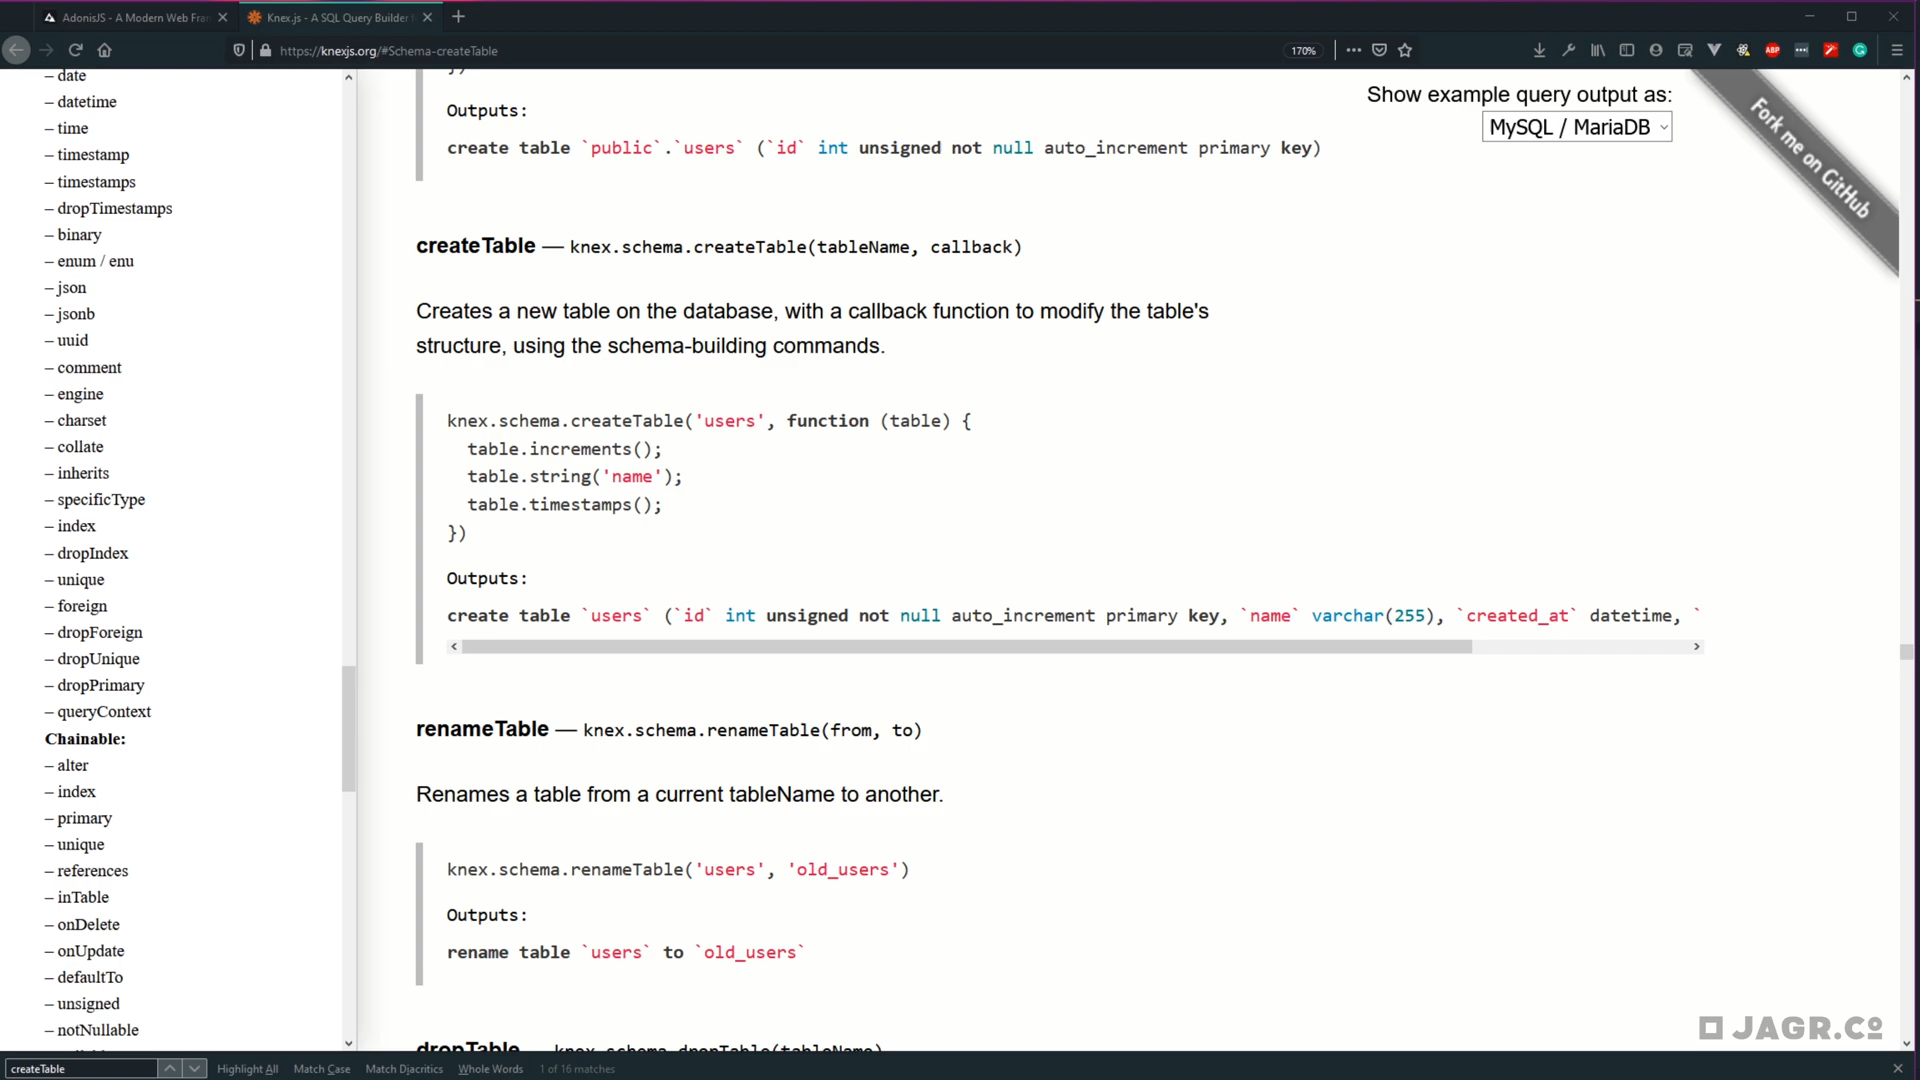 AdonisJS - A Modern Web Fran
Knex.js - A SQL Query Builder f
https://knexjs.org/#Schema-createTable
170%
ABP
– date
– datetime
– time
– timestamp
– timestamps
– dropTimestamps
– binary
– enum / enu
– json
– jsonb
– uuid
– comment
– engine
– charset
– collate
– inherits
– specificType
– index
– dropIndex
– unique
– foreign
– dropForeign
– dropUnique
– dropPrimary
– queryContext
Chainable:
– alter
– index
– primary
– unique
– references
– inTable
– onDelete
– onUpdate
– defaultTo
– unsigned
– notNullable
})
Outputs:
create table `public`.`users` (`id` int unsigned not null auto_increment primary key)
Show example query output as:
MySQL / MariaDB
Fork me on GitHub
createTable — knex.schema.createTable(tableName, callback)
Creates a new table on the database, with a callback function to modify the table's
structure, using the schema-building commands.
knex.schema.createTable('users', function (table) {
table.increments();
table.string('name');
table.timestamps();
})
Outputs:
create table `users` (`id` int unsigned not null auto_increment primary key, `name` varchar(255), `created_at` datetime, `
renameTable — knex.schema.renameTable(from, to)
Renames a table from a current tableName to another.
knex.schema.renameTable('users', 'old_users')
Outputs:
rename table `users` to `old_users`
dropTable — knex.schema.dropTable(tableName)
JAGR.CO
createTable
Highlight All
Match Case
Match Diacritics
Whole Words
1 of 16 matches